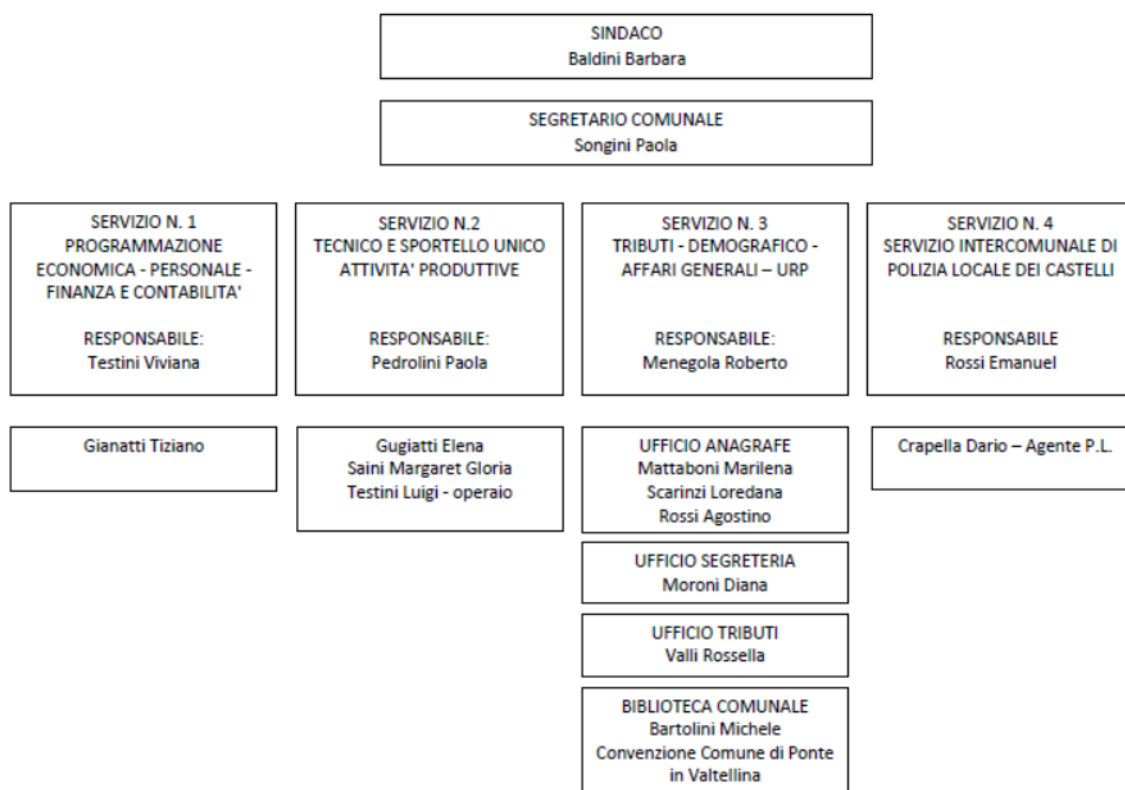 SINDACO
Baldini Barbara
SEGRETARIO COMUNALE
Songini Paola
SERVIZIO N. 1
PROGRAMMAZIONE
ECONOMICA - PERSONALE -
FINANZA E CONTABILITA'
RESPONSABILE:
Testini Viviana
SERVIZIO N.2
TECNICO E SPORTELLO UNICO
ATTIVITA' PRODUTTIVE
RESPONSABILE:
Pedrolini Paola
SERVIZIO N. 3
TRIBUTI - DEMOGRAFICO -
AFFARI GENERALI – URP
RESPONSABILE:
Menegola Roberto
SERVIZIO N. 4
SERVIZIO INTERCOMUNALE DI
POLIZIA LOCALE DEI CASTELLI
RESPONSABILE
Rossi Emanuel
Gianatti Tiziano
Gugiatti Elena
Saini Margaret Gloria
Testini Luigi - operaio
UFFICIO ANAGRAFE
Mattaboni Marilena
Scarinzi Loredana
Rossi Agostino
UFFICIO SEGRETERIA
Moroni Diana
UFFICIO TRIBUTI
Valli Rossella
BIBLIOTECA COMUNALE
Bartolini Michele
Convenzione Comune di Ponte
in Valtellina
Crapella Dario – Agente P.L.